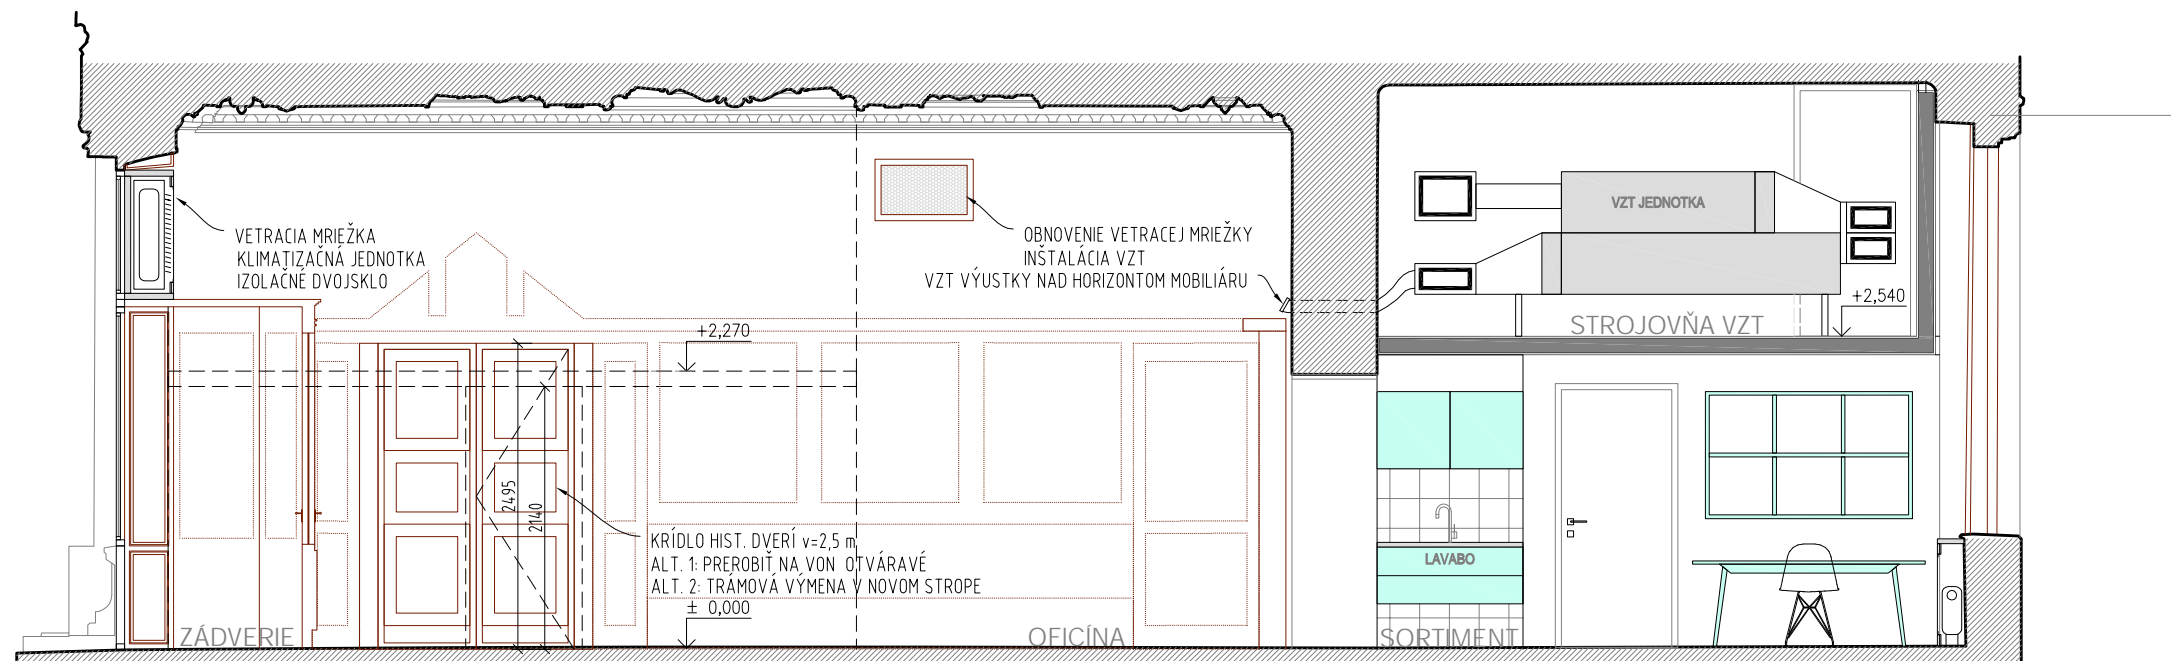 VETRACIA MRIEŽKA
KLIMATIZAČNÁ JEDNOTKA
IZOLAČNÉ DVOJSKLO
OBNOVENIE VETRACEJ MRIEŽKY
INŠTALÁCIA VZT
VZT VÝUSTKY NAD HORIZONTOM MOBILIÁRU
VZT JEDNOTKA
+2,540
STROJOVŇA VZT
+2,270
2495
2140
KRÍDLO HIST. DVERÍ v=2,5 m
ALT. 1: PREROBIŤ NA VON OTVÁRAVÉ
ALT. 2: TRÁMOVÁ VÝMENA V NOVOM STROPE
± 0,000
LAVABO
ZÁDVERIE
OFICÍNA
SORTIMENT